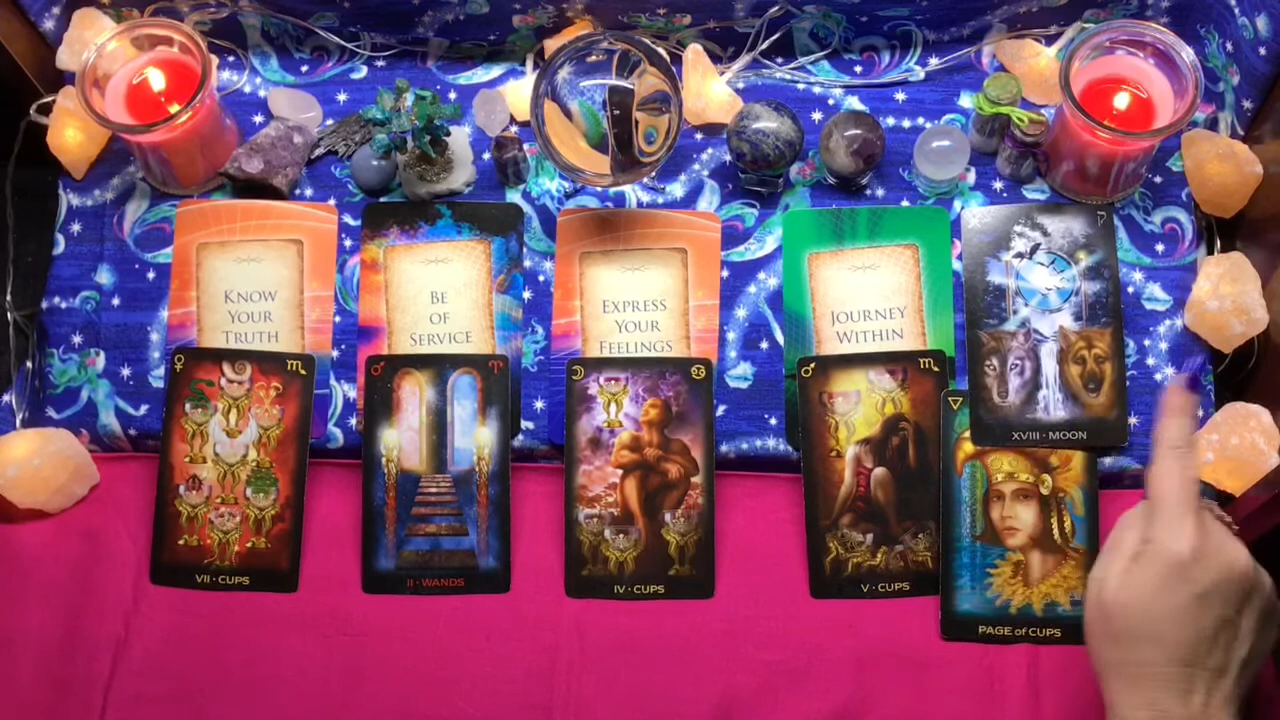 KNOW
YOUR
TRUTH
BE
OF
SERVICE
EXPRESS
YOUR
FEELINGS
JOURNEY
WITHIN
XVIII · MOON
VII · CUPS
II · WANDS
IV · CUPS
V · CUPS
PAGE of CUPS